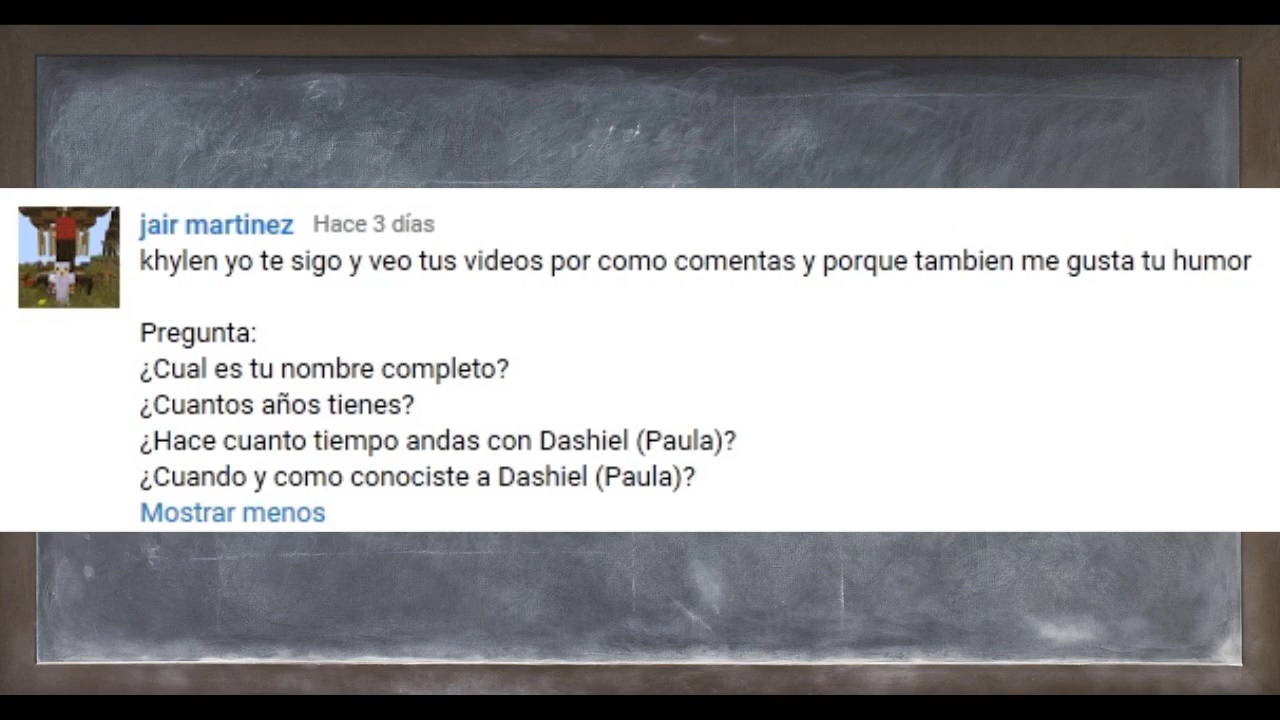 jair martinez Hace 3 días
khylen yo te sigo y veo tus videos por como comentas y porque tambien me gusta tu humor
Pregunta:
¿Cual es tu nombre completo?
¿Cuantos años tienes?
¿Hace cuanto tiempo andas con Dashiel (Paula)?
¿Cuando y como conociste a Dashiel (Paula)?
Mostrar menos